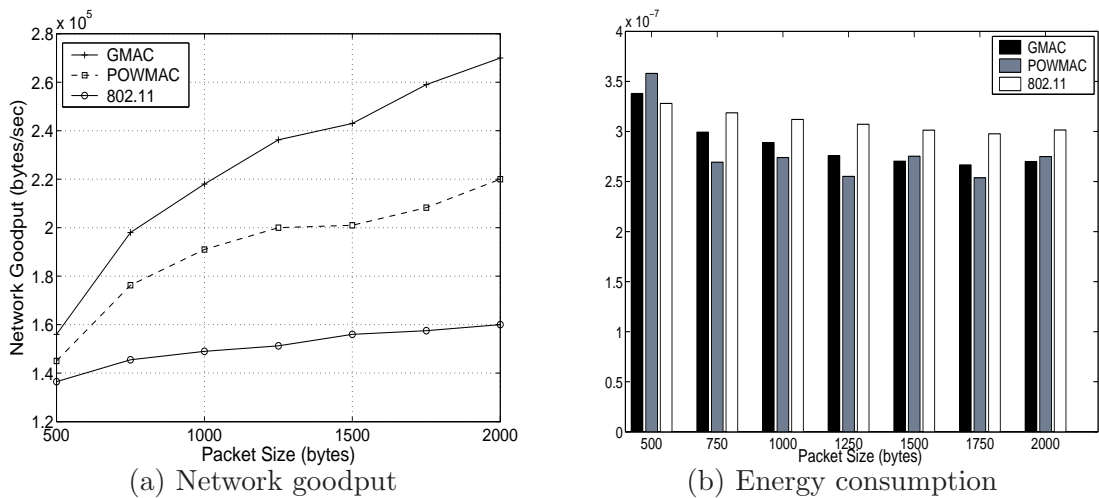 x 10⁵
2.8
2.6
2.4
2.2
2
1.8
1.6
1.4
1.2
Network Goodput (bytes/sec)
GMAC
POWMAC
802.11
500 1000 1500 2000
Packet Size (bytes)
(a) Network goodput
x 10⁻⁷
4
3.5
3
2.5
2
1.5
1
0.5
0
GMAC
POWMAC
802.11
500 750 1000 1250 1500 1750 2000
Packet Size (bytes)
(b) Energy consumption